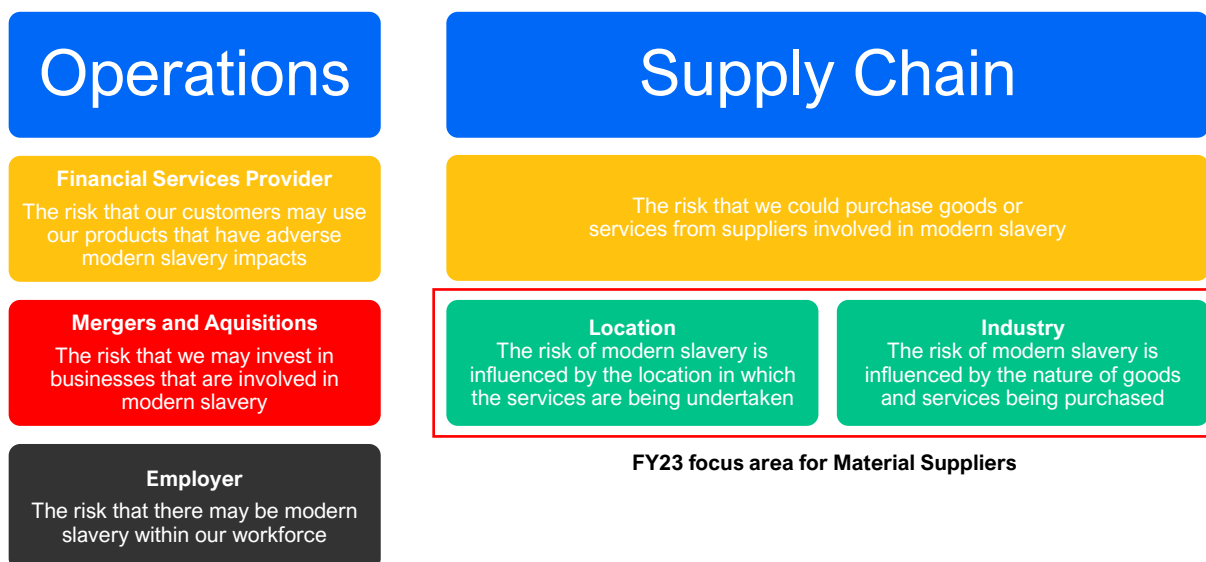 Operations
Financial Services Provider
The risk that our customers may use
our products that have adverse
modern slavery impacts
Mergers and Aquisitions
The risk that we may invest in
businesses that are involved in
modern slavery
Employer
The risk that there may be modern
slavery within our workforce
Supply Chain
The risk that we could purchase goods or
services from suppliers involved in modern slavery
Location
The risk of modern slavery is
influenced by the location in which
the services are being undertaken
Industry
The risk of modern slavery is
influenced by the nature of goods
and services being purchased
FY23 focus area for Material Suppliers